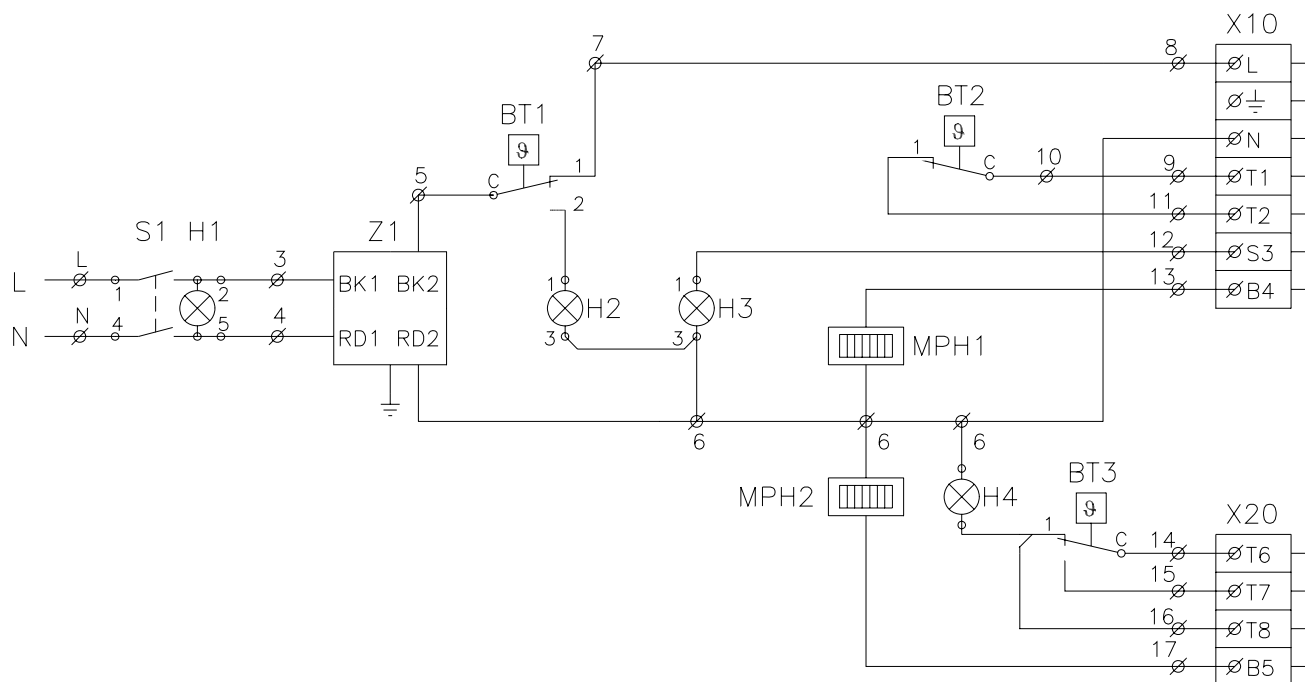 X10
7
8
L
BT1
BT2
ϑ
ϑ
N
5
1
1
C
10
9
T1
C
2
11
T2
S1 H1
Z1
12
S3
L
L
3
BK1 BK2
1
1
13
B4
1
2
H2
H3
N
N
4
5
4
RD1 RD2
3
3
MPH1
6
6
6
BT3
MPH2
H4
ϑ
X20
1
C
14
T6
15
T7
16
T8
17
B5